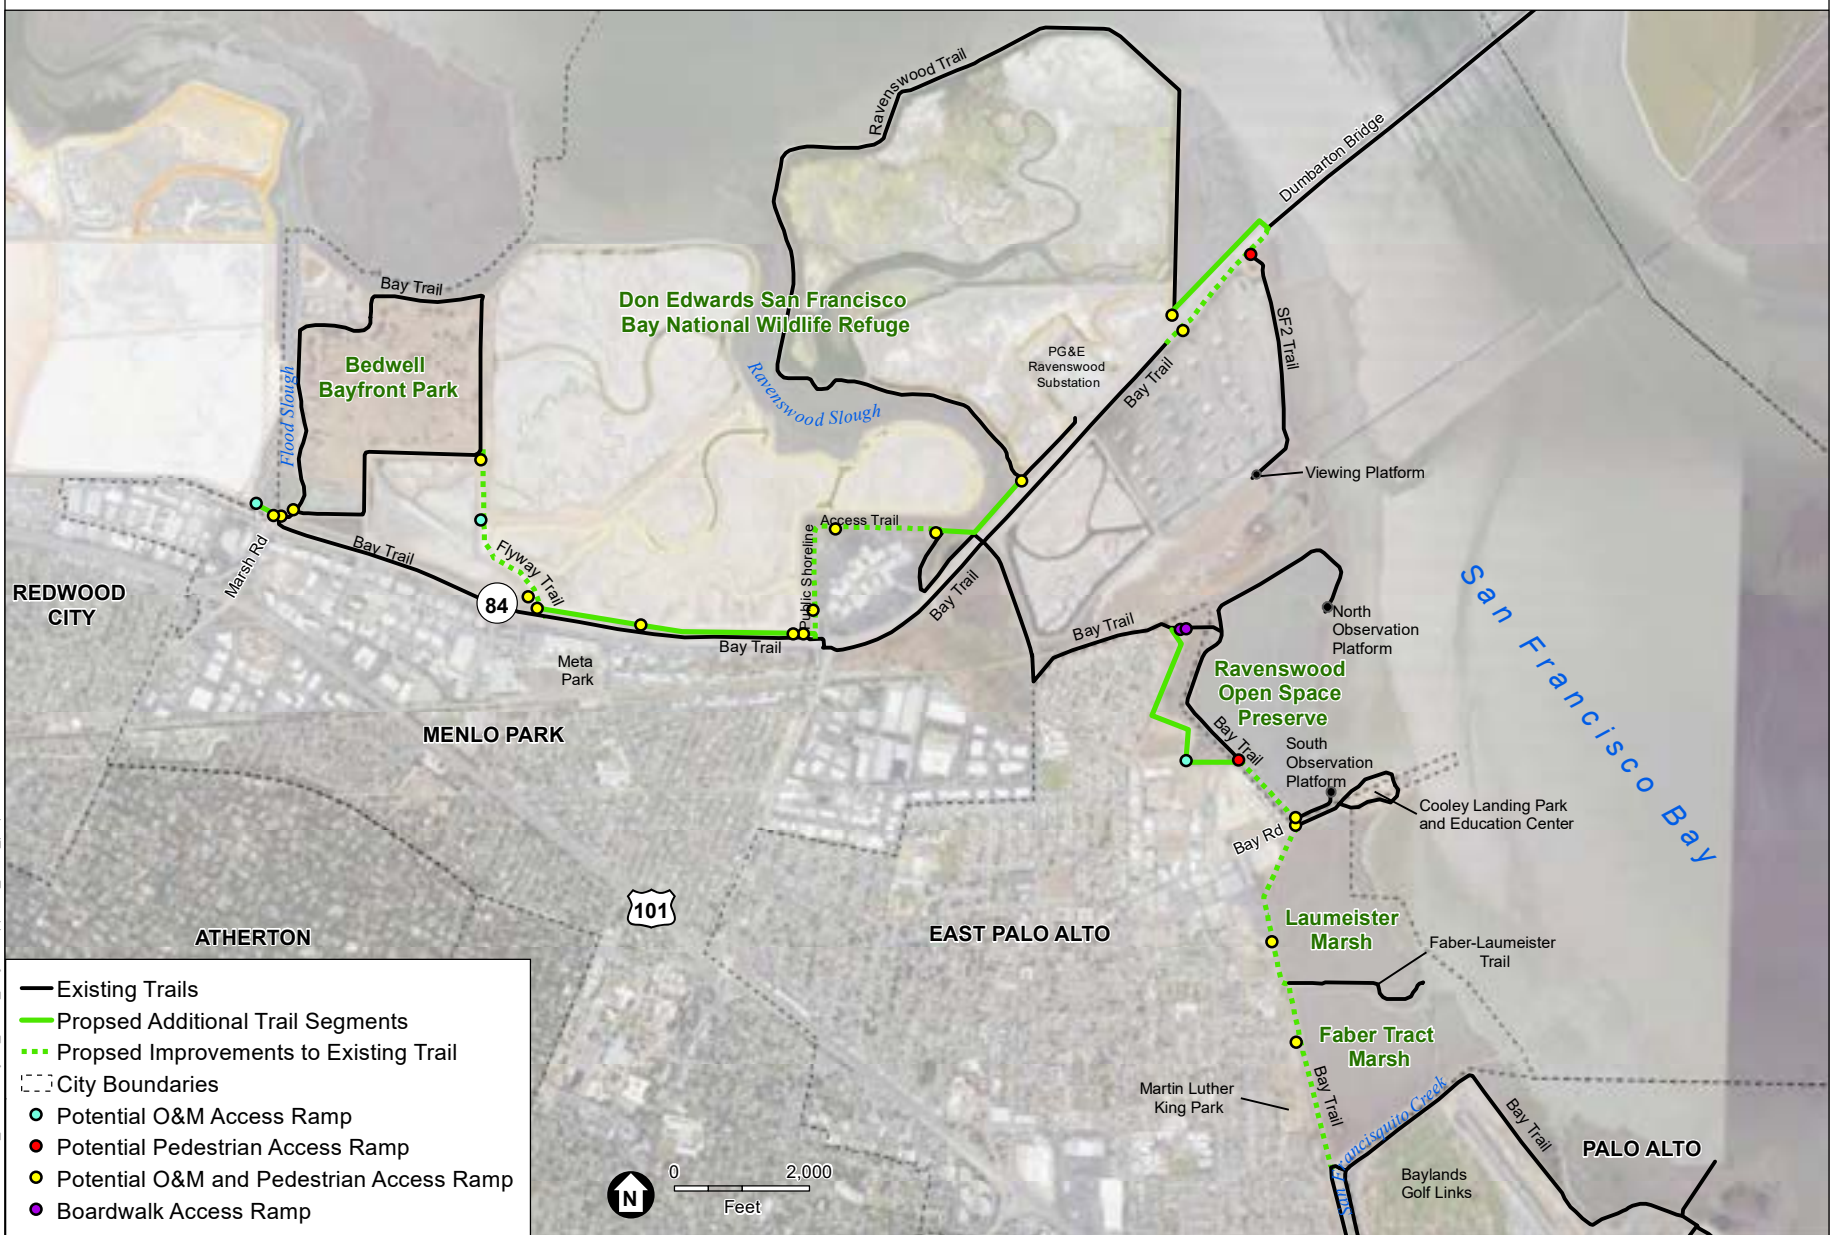 Ravenswood Trail
Dumbarton Bridge
Bay Trail
Don Edwards San Francisco
Bay National Wildlife Refuge
SF2 Trail
Bedwell
Bayfront Park
PG&E
Ravenswood
Substation
Bay Trail
Flood Slough
Ravenswood Slough
Viewing Platform
Access Trail
Public Shoreline
Marsh Rd
Bay Trail
Flyway Trail
REDWOOD
CITY
84
Bay Trail
Bay Trail
Bay Trail
North
Observation
Platform
San Francisco Bay
Meta
Park
Ravenswood
Open Space
Preserve
MENLO PARK
Bay Trail
South
Observation
Platform
Cooley Landing Park
and Education Center
Bay Rd
101
ATHERTON
EAST PALO ALTO
Laumeister
Marsh
Faber-Laumeister
Trail
Faber Tract
Marsh
Martin Luther
King Park
Bay Trail
San Francisquito Creek
Bay Trail
PALO ALTO
Baylands
Golf Links
Existing Trails
Propsed Additional Trail Segments
Propsed Improvements to Existing Trail
City Boundaries
Potential O&M Access Ramp
Potential Pedestrian Access Ramp
Potential O&M and Pedestrian Access Ramp
Boardwalk Access Ramp
N
0 2,000
Feet